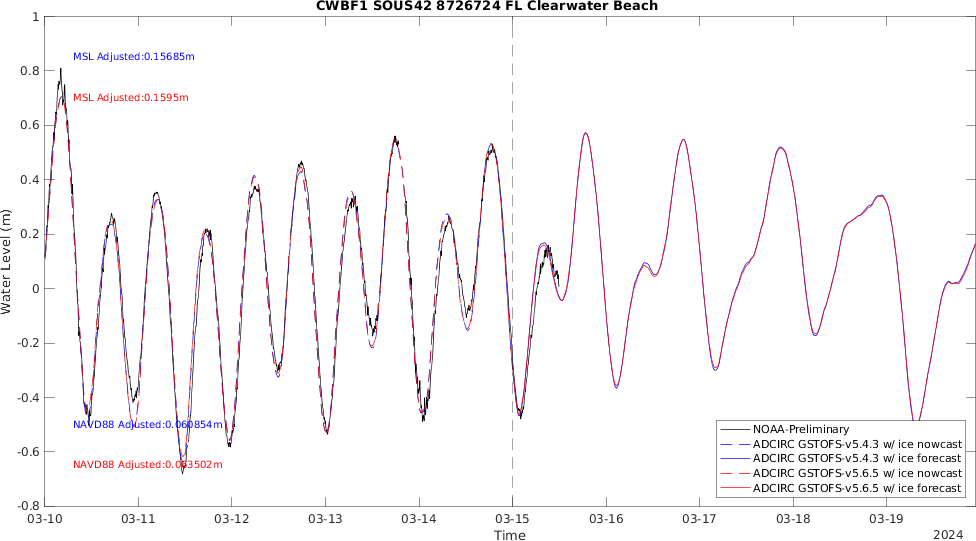 CWBF1 SOUS42 8726724 FL Clearwater Beach
1
MSL Adjusted:0.15685m
0.8
MSL Adjusted:0.1595m
0.6
0.4
0.2
Water Level (m)
0
-0.2
-0.4
NAVD88 Adjusted:0.060854m
NOAA-Preliminary
ADCIRC GSTOFS-v5.4.3 w/ ice nowcast
ADCIRC GSTOFS-v5.4.3 w/ ice forecast
-0.6
NAVD88 Adjusted:0.063502m
ADCIRC GSTOFS-v5.6.5 w/ ice nowcast
ADCIRC GSTOFS-v5.6.5 w/ ice forecast
-0.8
03-10 03-11 03-12 03-13 03-14 03-15 03-16 03-17 03-18 03-19
Time
2024